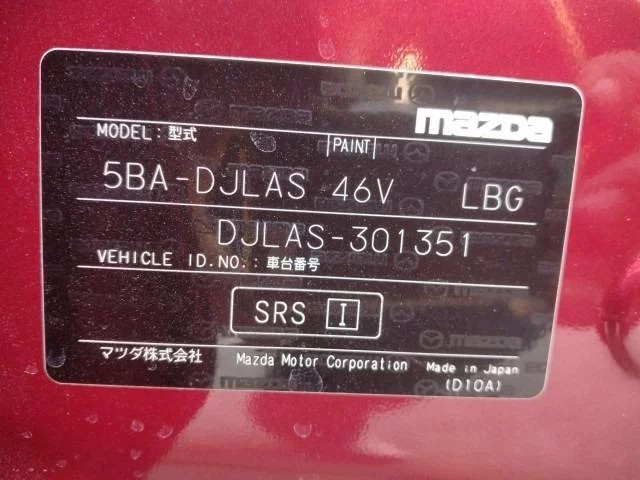 mazda
MODEL: 型式 PAINT
5BA-DJLAS 46V LBG
DJLAS-301351
VEHICLE ID.NO.: 車台番号
SRS I
マツダ株式会社 Mazda Motor Corporation Made in Japan
(D10A)